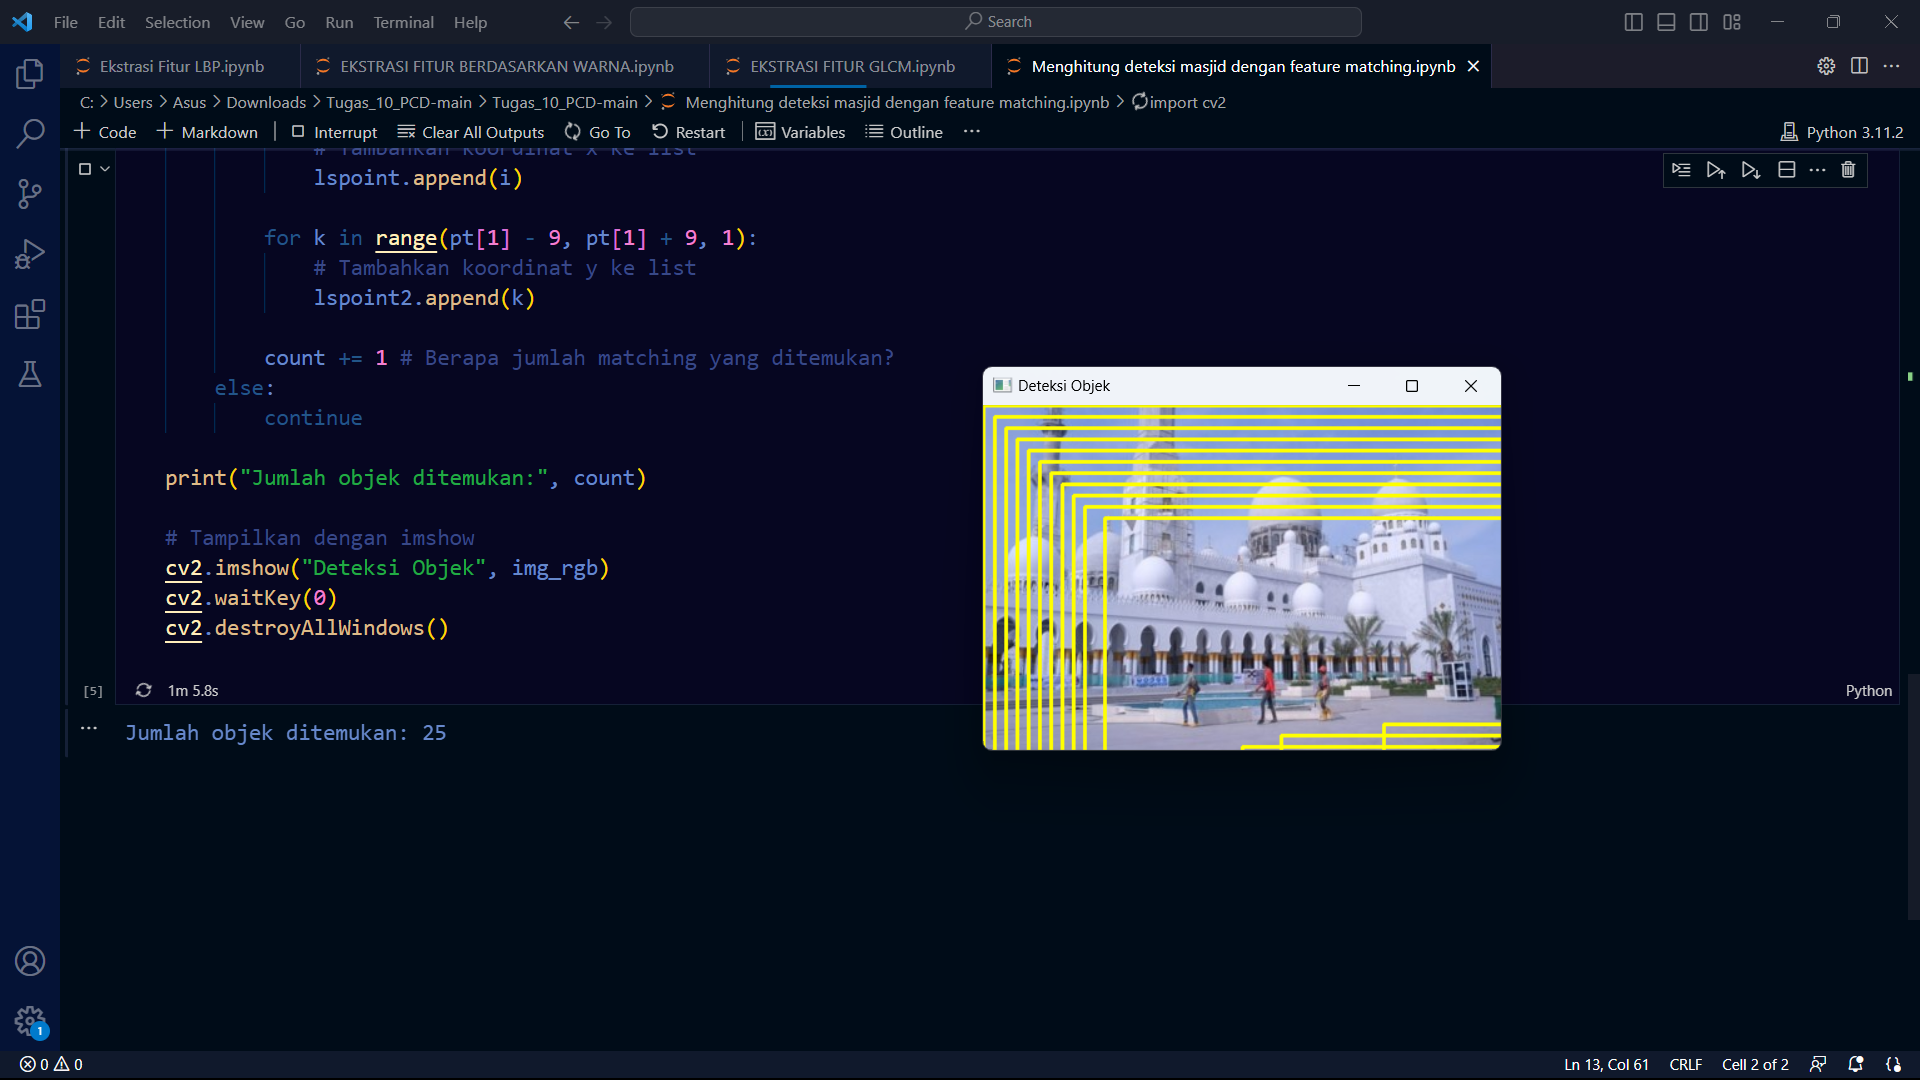 File Edit Selection View Go Run Terminal Help
Search
Ekstrasi Fitur LBP.ipynb
EKSTRASI FITUR BERDASARKAN WARNA.ipynb
EKSTRASI FITUR GLCM.ipynb
Menghitung deteksi masjid dengan feature matching.ipynb
C: > Users > Asus > Downloads > Tugas_10_PCD-main > Tugas_10_PCD-main > Menghitung deteksi masjid dengan feature matching.ipynb > import cv2
+ Code + Markdown | Interrupt Clear All Outputs Go To Restart | Variables Outline ...
Python 3.11.2
# Tambahkan koordinat x ke list
lspoint.append(i)
for k in range(pt[1] - 9, pt[1] + 9, 1):
# Tambahkan koordinat y ke list
lspoint2.append(k)
count += 1 # Berapa jumlah matching yang ditemukan?
else:
continue
print("Jumlah objek ditemukan:", count)
# Tampilkan dengan imshow
cv2.imshow("Deteksi Objek", img_rgb)
cv2.waitKey(0)
cv2.destroyAllWindows()
[5]
1m 5.8s
Python
Jumlah objek ditemukan: 25
Deteksi Objek
1
0 0
Ln 13, Col 61
CRLF
Cell 2 of 2